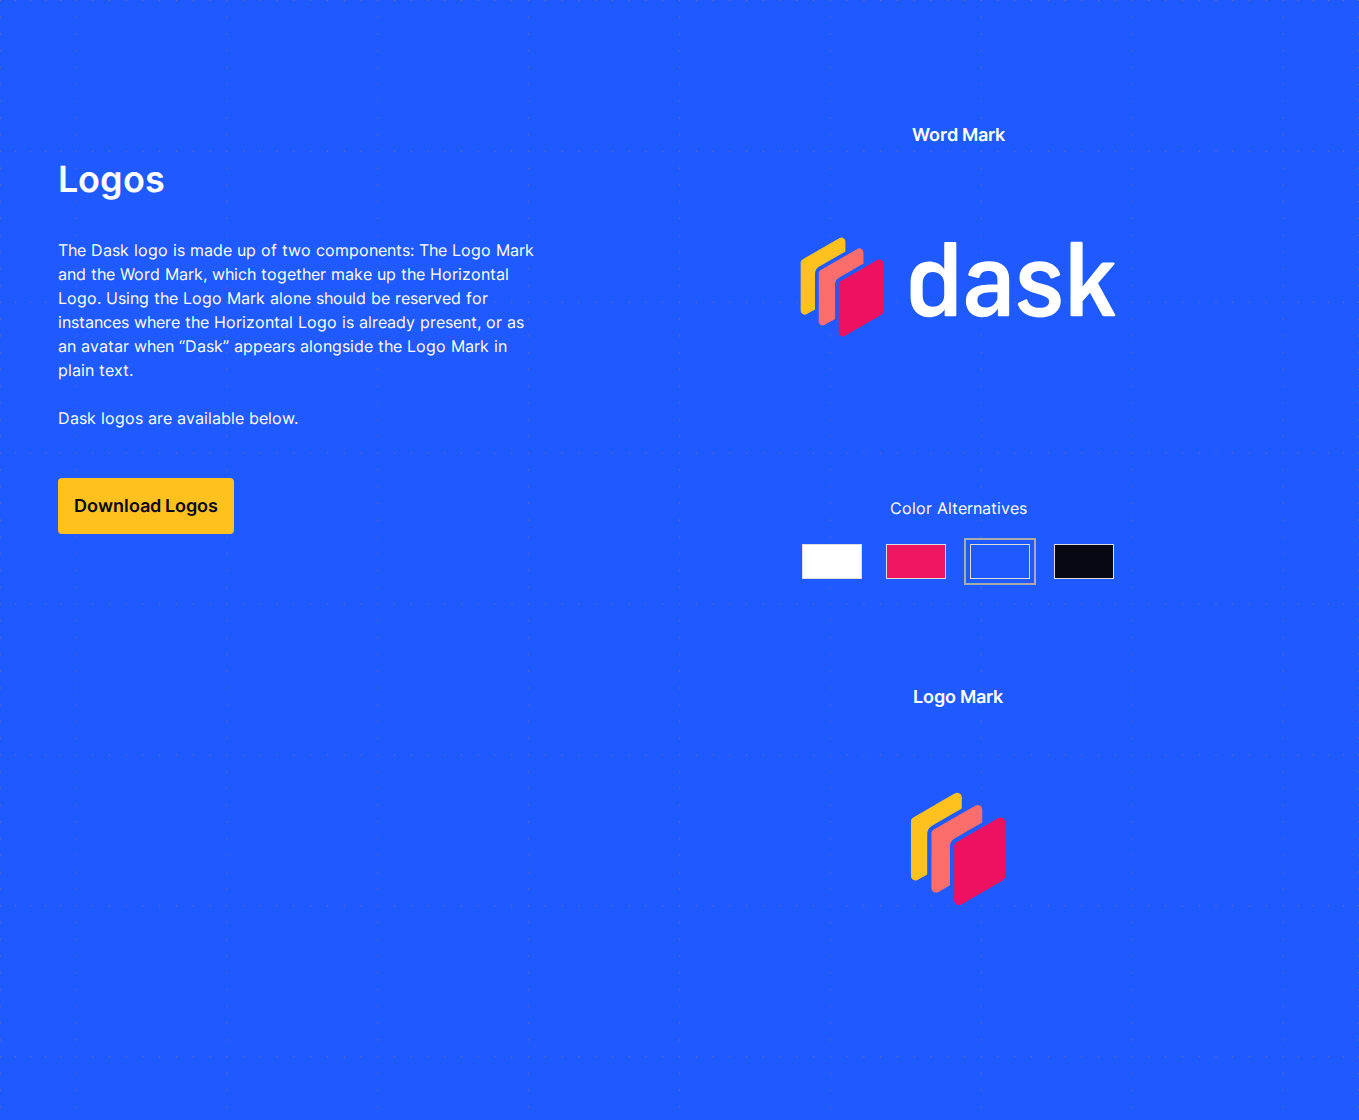 Logos
The Dask logo is made up of two components: The Logo Mark
and the Word Mark, which together make up the Horizontal
Logo. Using the Logo Mark alone should be reserved for
instances where the Horizontal Logo is already present, or as
an avatar when “Dask” appears alongside the Logo Mark in
plain text.
Dask logos are available below.
Download Logos
Word Mark
dask
Color Alternatives
Logo Mark